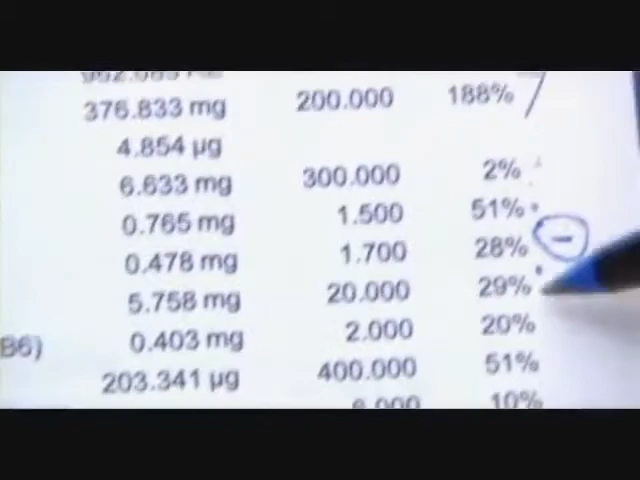 376.833 mg 200.000 188%
4.854 µg
6.633 mg 300.000 2%
0.765 mg 1.500 51%
0.478 mg 1.700 28%
5.758 mg 20.000 29%
B6) 0.403 mg 2.000 20%
203.341 µg 400.000 51%
6.000 10%